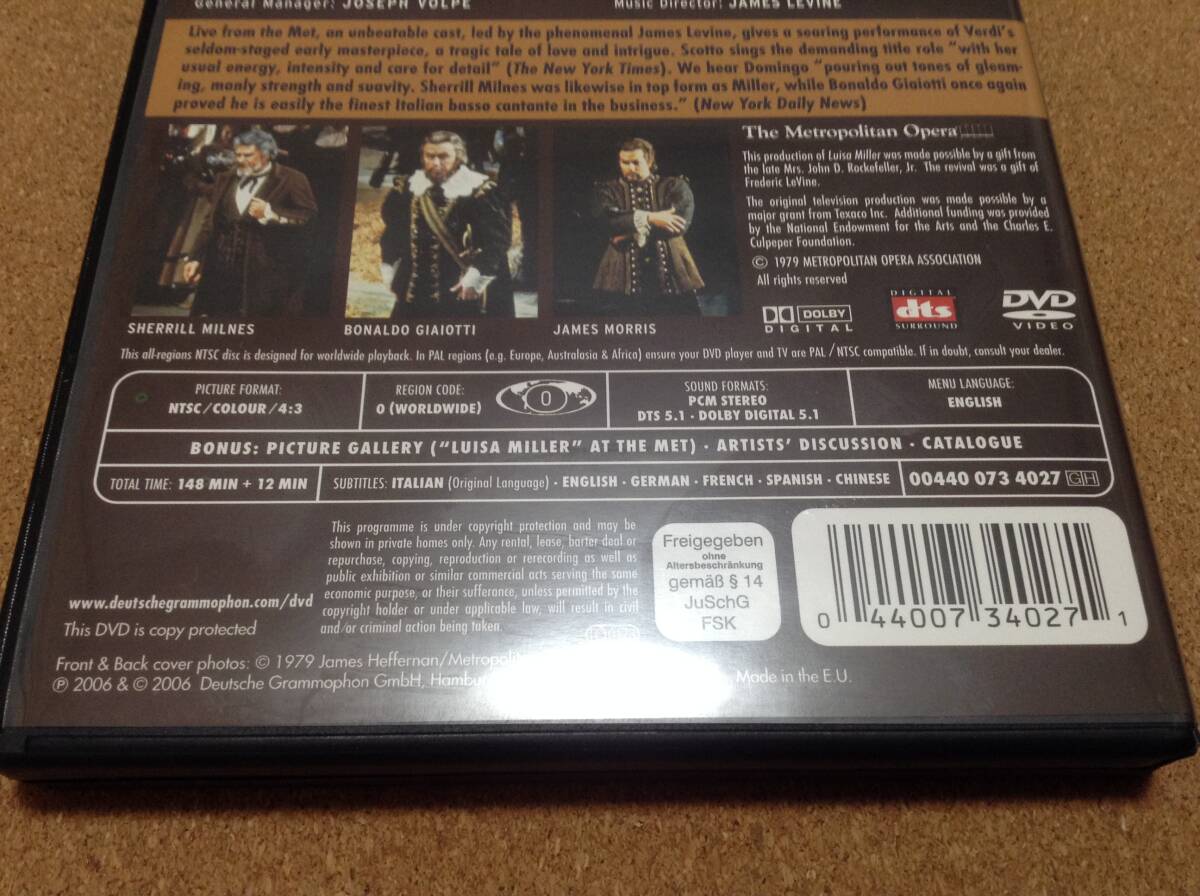 General Manager: JOSEPH VOLPE
Music Director: JAMES LEVINE
Live from the Met, an unbeatable cast, led by the phenomenal James Levine, gives a searing performance of Verdi's
seldom-staged early masterpiece, a tragic tale of love and intrigue. Scotto sings the demanding title role "with her
usual energy, intensity and care for detail" (The New York Times). We hear Domingo "pouring out tones of gleam-
ing, manly strength and suavity. Sherrill Milnes was likewise in top form as Miller, while Bonaldo Giaiotti once again
proved he is easily the finest Italian basso cantante in the business." (New York Daily News)
The Metropolitan Opera
This production of Luisa Miller was made possible by a gift from
the late Mrs. John D. Rockefeller, Jr. The revival was a gift of
Frederic LeVine.
The original television production was made possible by a
major grant from Texaco Inc. Additional funding was provided
by the National Endowment for the Arts and the Charles E.
Culpeper Foundation.
© 1979 METROPOLITAN OPERA ASSOCIATION
All rights reserved
SHERRILL MILNES
BONALDO GIAIOTTI
JAMES MORRIS
DOLBY
DIGITAL
DIGITAL
dts
SURROUND
DVD
VIDEO
This all-regions NTSC disc is designed for worldwide playback. In PAL regions (e.g. Europe, Australasia & Africa) ensure your DVD player and TV are PAL/NTSC compatible. If in doubt, consult your dealer.
PICTURE FORMAT:
NTSC/COLOUR/4:3
REGION CODE:
0 (WORLDWIDE)
0
SOUND FORMATS:
PCM STEREO
DTS 5.1 · DOLBY DIGITAL 5.1
MENU LANGUAGE:
ENGLISH
BONUS: PICTURE GALLERY ("LUISA MILLER" AT THE MET) · ARTISTS' DISCUSSION · CATALOGUE
TOTAL TIME: 148 MIN + 12 MIN
SUBTITLES: ITALIAN (Original Language) · ENGLISH · GERMAN · FRENCH · SPANISH · CHINESE
00440 073 4027 GH
This programme is under copyright protection and may be
shown in private homes only. Any rental, lease, barter deal or
repurchase, copying, reproduction or rerecording as well as
public exhibition or similar commercial acts serving the same
economic purpose, or their sufferance, unless permitted by the
copyright holder or under applicable law, will result in civil
and/or criminal action being taken.
www.deutschegrammophon.com/dvd
This DVD is copy protected
Freigegeben
ohne
Altersbeschränkung
gemäß § 14
JuSchG
FSK
0 44007 34027 1
Front & Back cover photos: © 1979 James Heffernan/
℗ 2006 & © 2006 Deutsche Grammophon GmbH,
Made in the E.U.